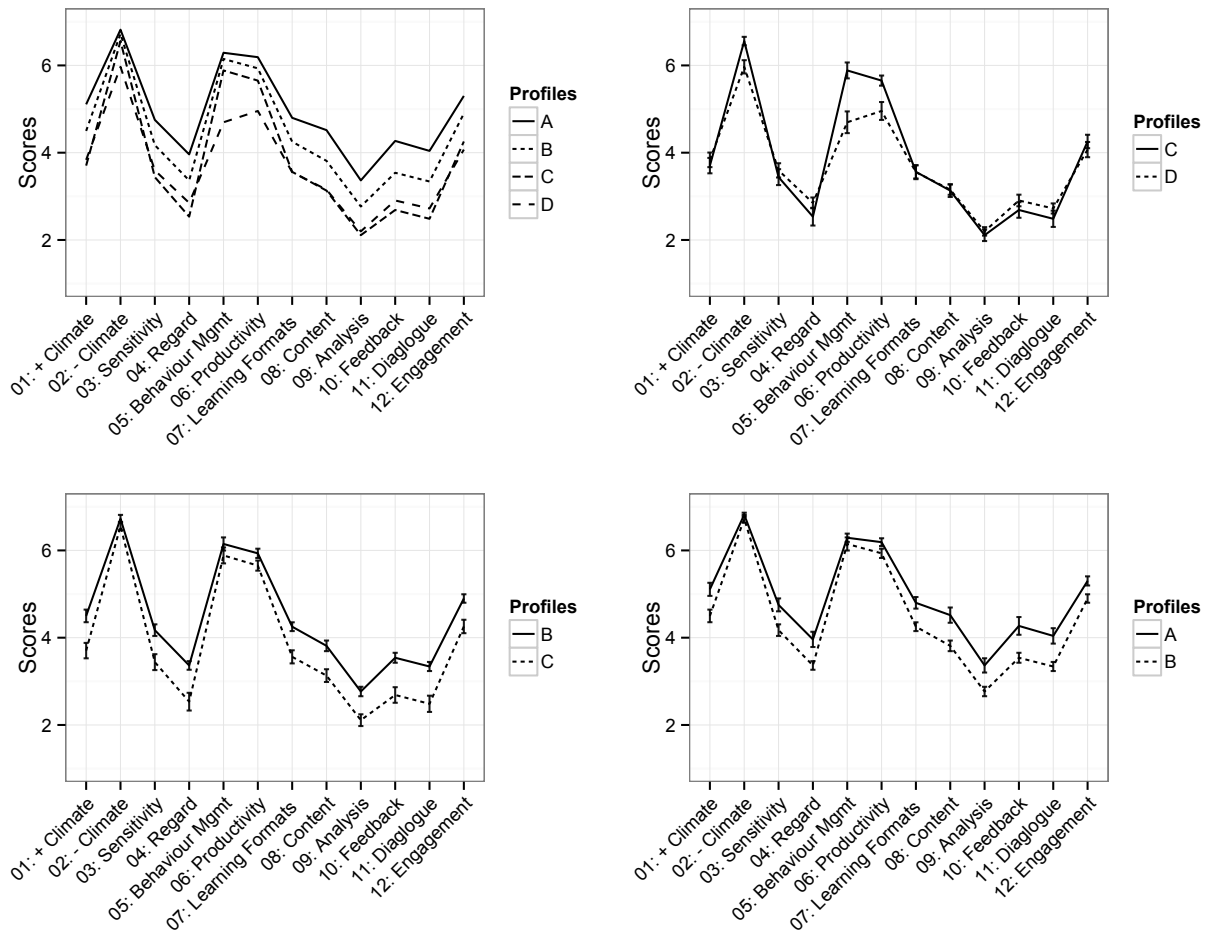 Scores
6
4
2
01: + Climate
02: - Climate
03: Sensitivity
04: Regard
05: Behaviour Mgmt
06: Productivity
07: Learning Formats
08: Content
09: Analysis
10: Feedback
11: Diaglogue
12: Engagement
Profiles
A
B
C
D
Scores
6
4
2
01: + Climate
02: - Climate
03: Sensitivity
04: Regard
05: Behaviour Mgmt
06: Productivity
07: Learning Formats
08: Content
09: Analysis
10: Feedback
11: Diaglogue
12: Engagement
Profiles
C
D
Scores
6
4
2
01: + Climate
02: - Climate
03: Sensitivity
04: Regard
05: Behaviour Mgmt
06: Productivity
07: Learning Formats
08: Content
09: Analysis
10: Feedback
11: Diaglogue
12: Engagement
Profiles
B
C
Scores
6
4
2
01: + Climate
02: - Climate
03: Sensitivity
04: Regard
05: Behaviour Mgmt
06: Productivity
07: Learning Formats
08: Content
09: Analysis
10: Feedback
11: Diaglogue
12: Engagement
Profiles
A
B